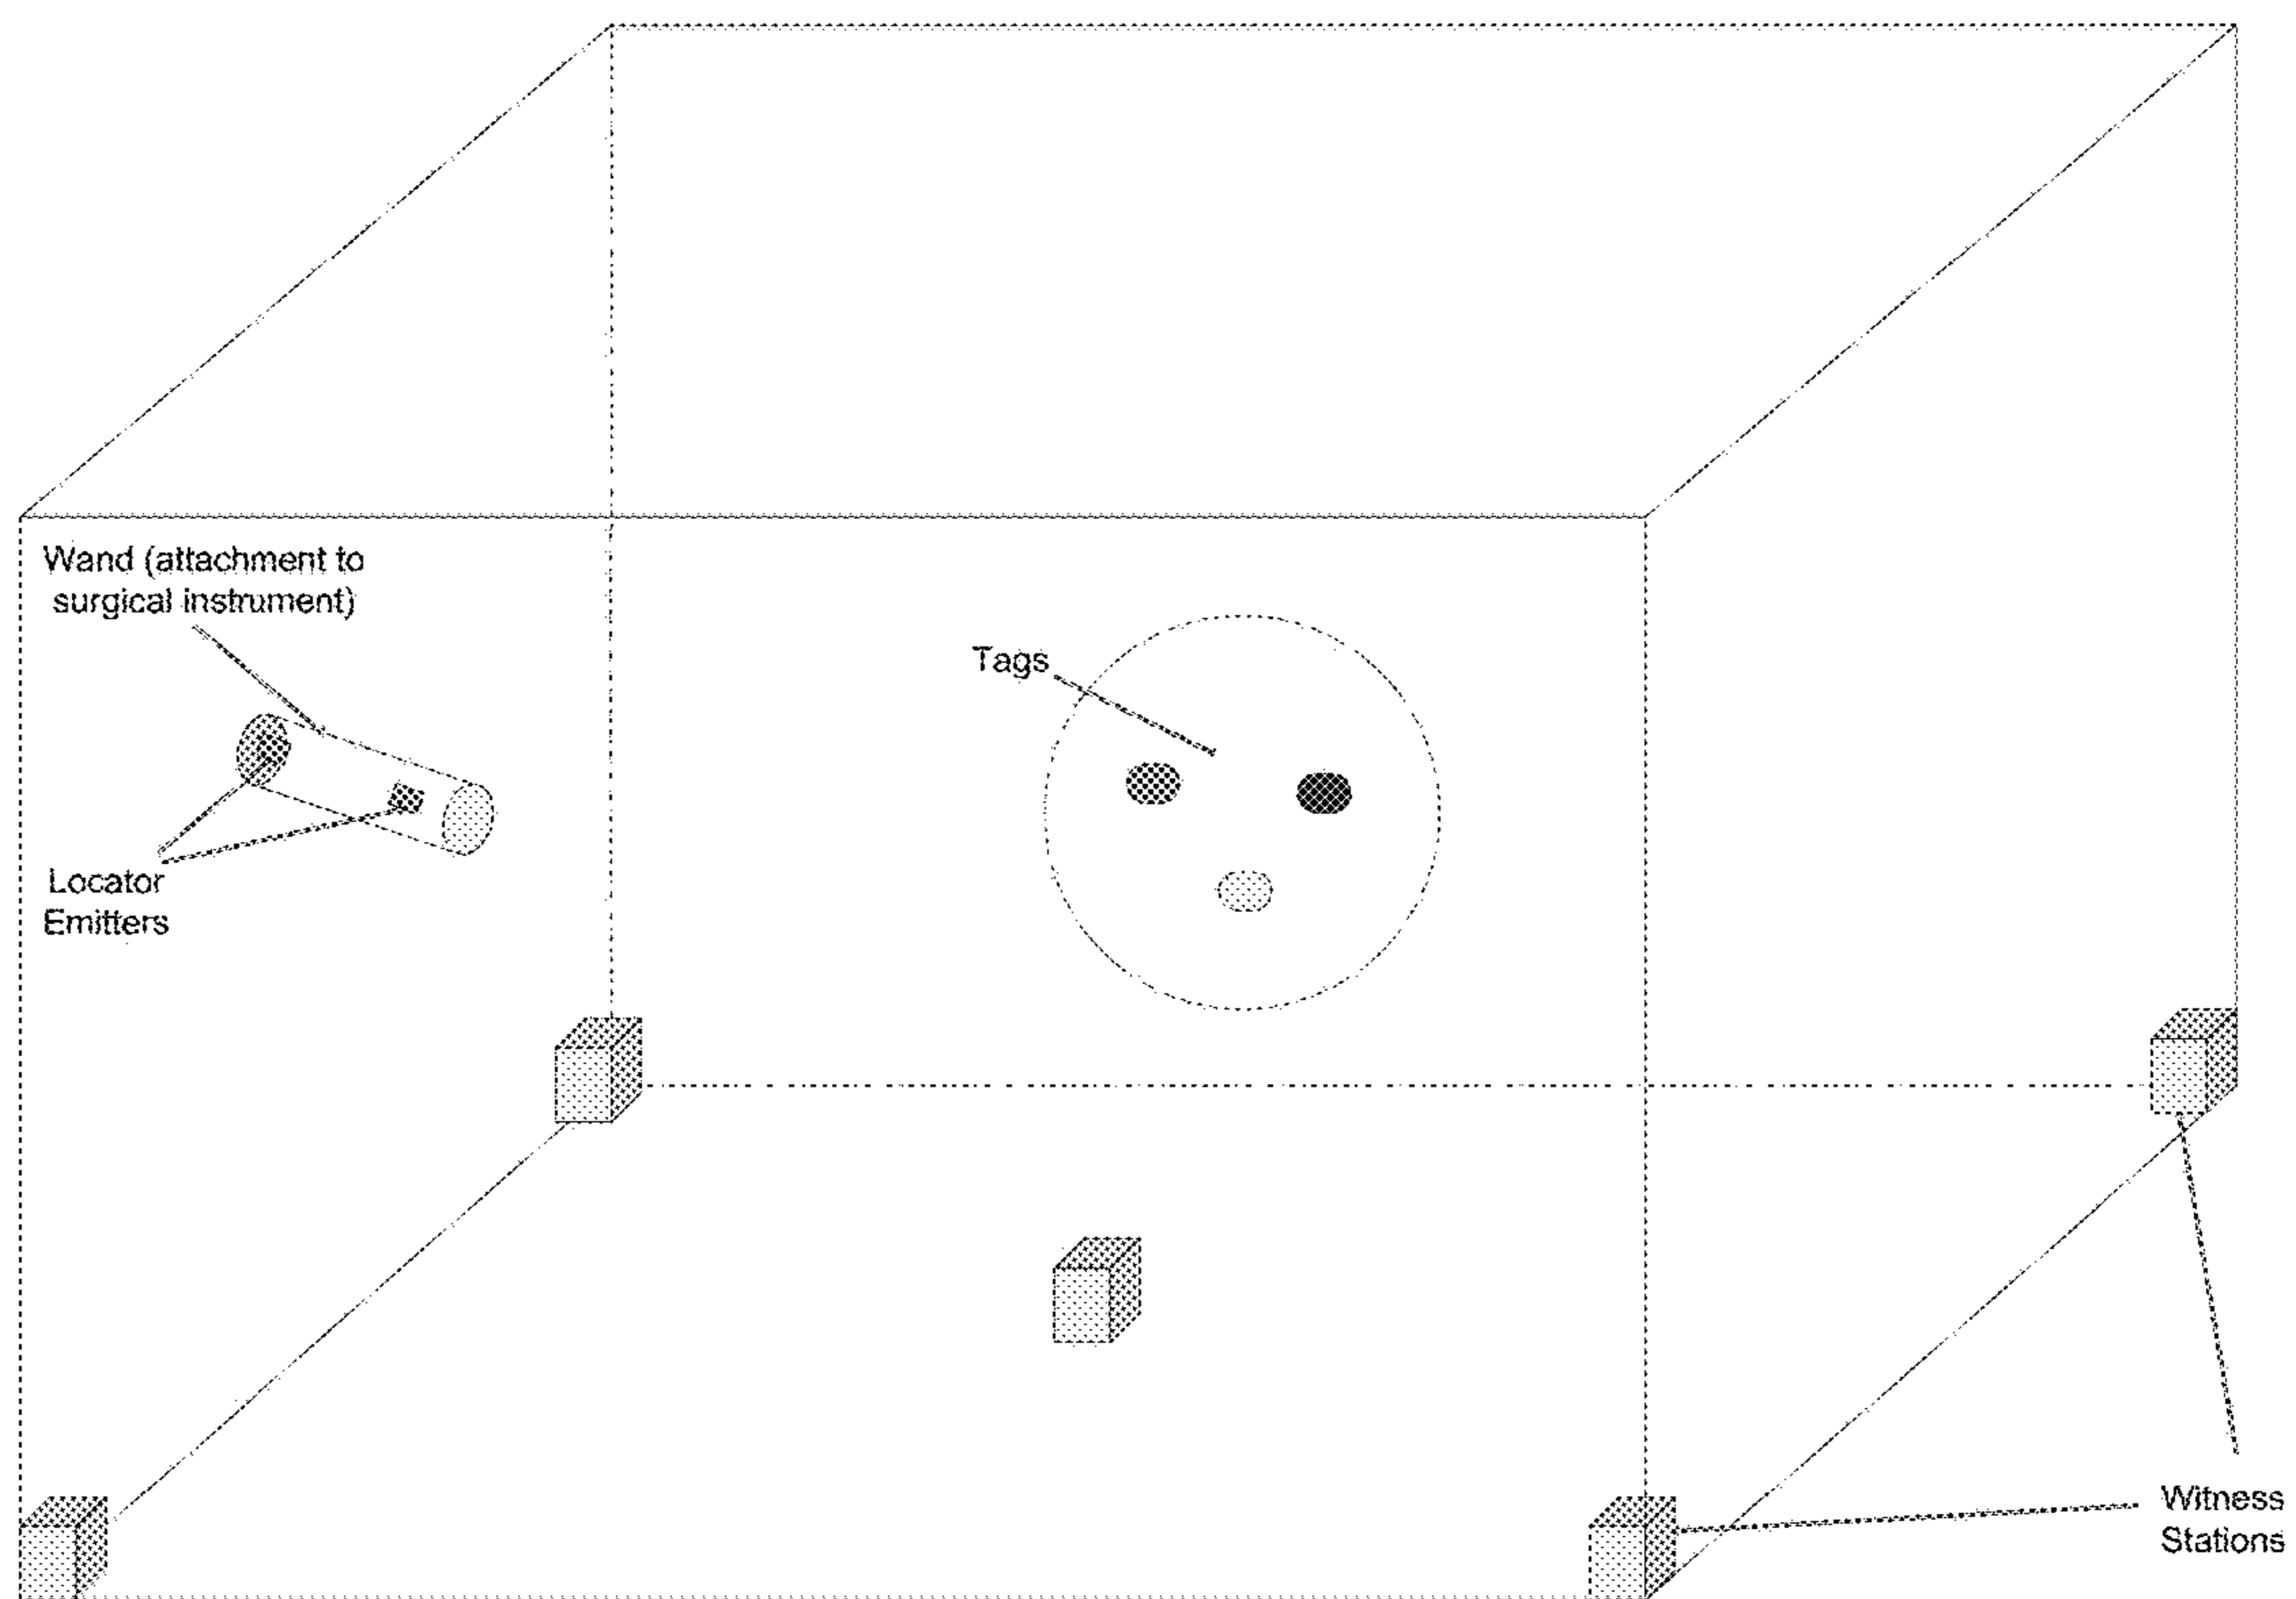 Wand (attachment to
surgical instrument)
Tags
Locator
Emitters
Witness
Stations